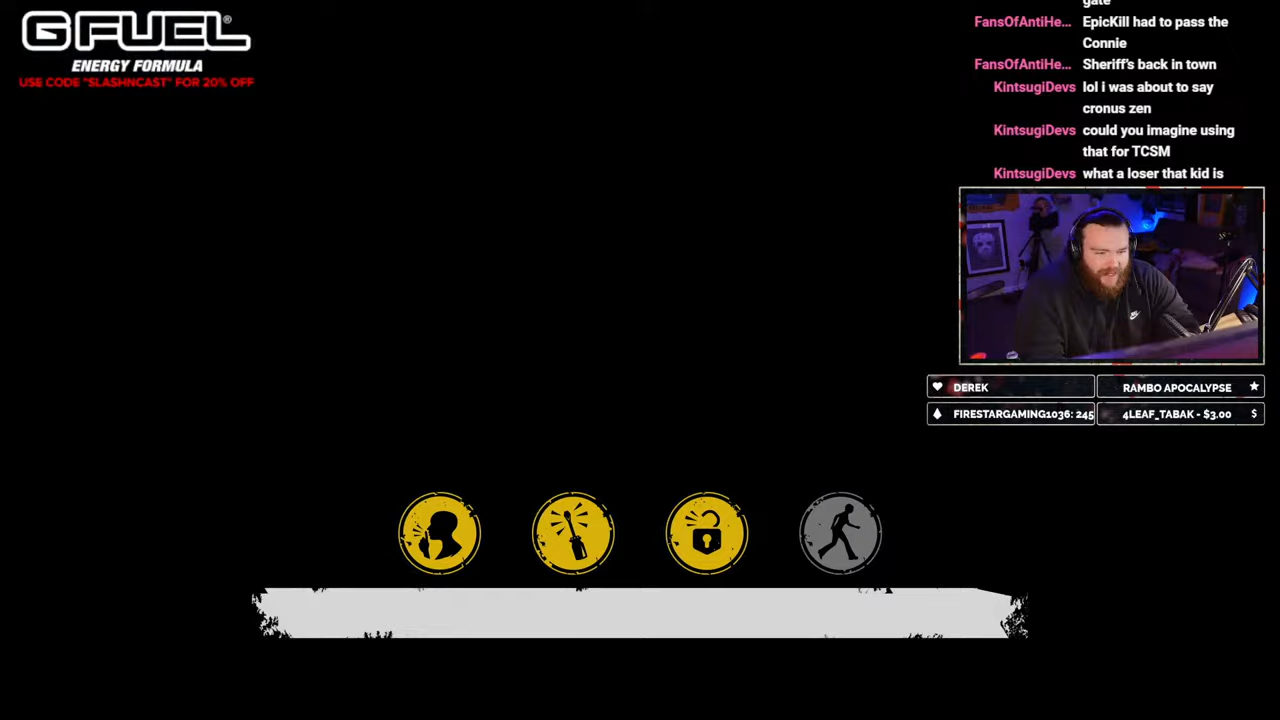 GFUEL®
ENERGY FORMULA
USE CODE "SLASHNCAST" FOR 20% OFF
gate
FansOfAntiHe... EpicKill had to pass the
Connie
FansOfAntiHe... Sheriff's back in town
KintsugiDevs lol i was about to say
cronus zen
KintsugiDevs could you imagine using
that for TCSM
KintsugiDevs what a loser that kid is
DEREK
RAMBO APOCALYPSE
FIRESTARGAMING1036: 245
4LEAF_TABAK - $3.00 $